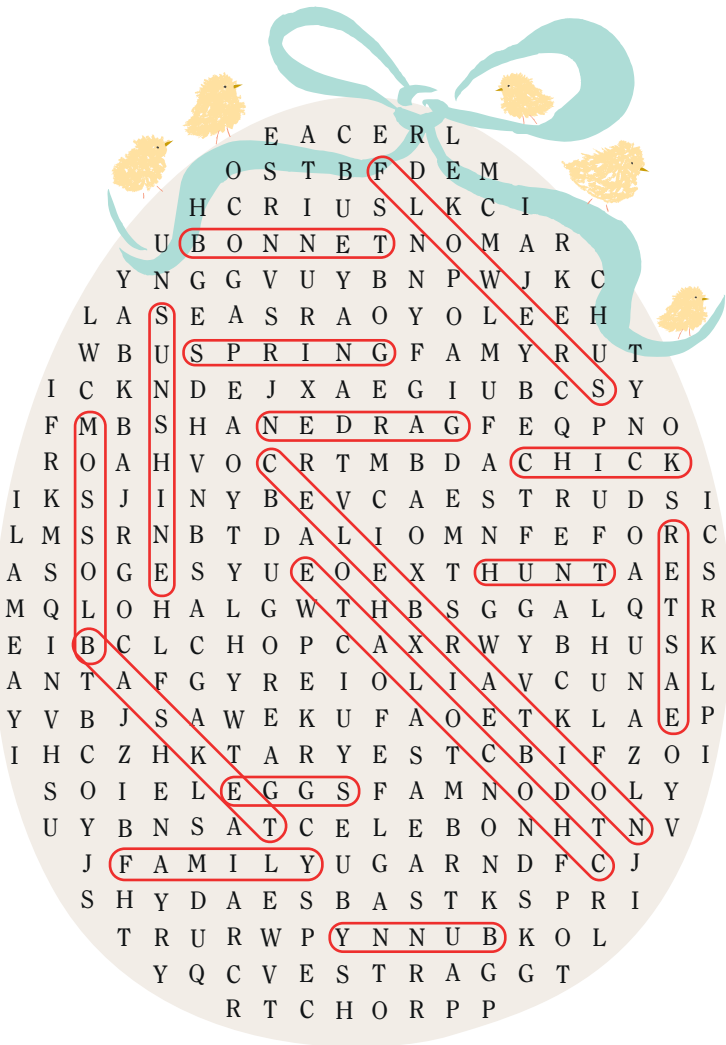 E A C E R L
O S T B F D E M
H C R I U S L K C I
U B O N N E T N O M A R
Y N G G V U Y B N P W J K C
L A S E A S R A O Y O L E E H
W B U S P R I N G F A M Y R U T
I C K N D E J X A E G I U B C S Y
F M B S H A N E D R A G F E Q P N O
R O A H V O C R T M B D A C H I C K
I K S J I N Y B E V C A E S T R U D S I
L M S R N B T D A L I O M N F E F O R C
A S O G E S Y U E O E X T H U N T A E S
M Q L O H A L G W T H B S G G A L Q T R
E I B C L C H O P C A X R W Y B H U S K
A N T A F G Y R E I O L I A V C U N A L
Y V B J S A W E K U F A O E T K L A E P
I H C Z H K T A R Y E S T C B I F Z O I
S O I E L E G G S F A M N O D O L Y
U Y B N S A T C E L E B O N H T N V
J F A M I L Y U G A R N D F C J
S H Y D A E S B A S T K S P R I
T R U R W P Y N N U B K O L
Y Q C V E S T R A G G T
R T C H O R P P